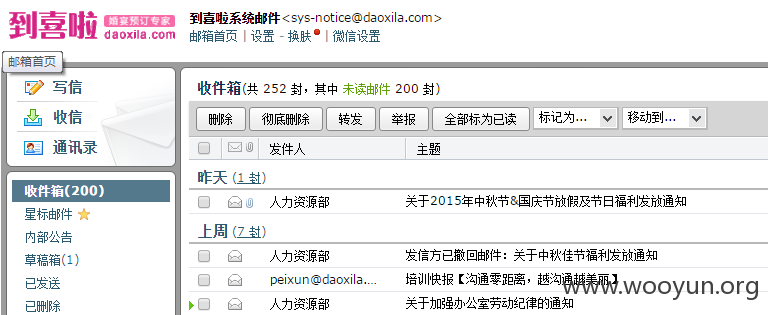 到喜啦 婚宴预订专家 daoxila.com
到喜啦系统邮件<sys-notice@daoxila.com>
邮箱首页 | 设置 - 换肤 | 微信设置
邮箱首页
写信
收信
通讯录
收件箱(200)
星标邮件
内部公告
草稿箱(1)
已发送
已删除
收件箱(共 252 封，其中 未读邮件 200 封)
删除 彻底删除 转发 举报 全部标为已读 标记为... 移动到...
发件人 主题
昨天 (1 封)
人力资源部 关于2015年中秋节&国庆节放假及节日福利发放通知
上周 (7 封)
人力资源部 发信方已撤回邮件：关于中秋佳节福利发放通知
peixun@daoxila.... 培训快报【沟通零距离，越沟通越美丽】
人力资源部 关于加强办公室劳动纪律的通知
www.wooyun.org